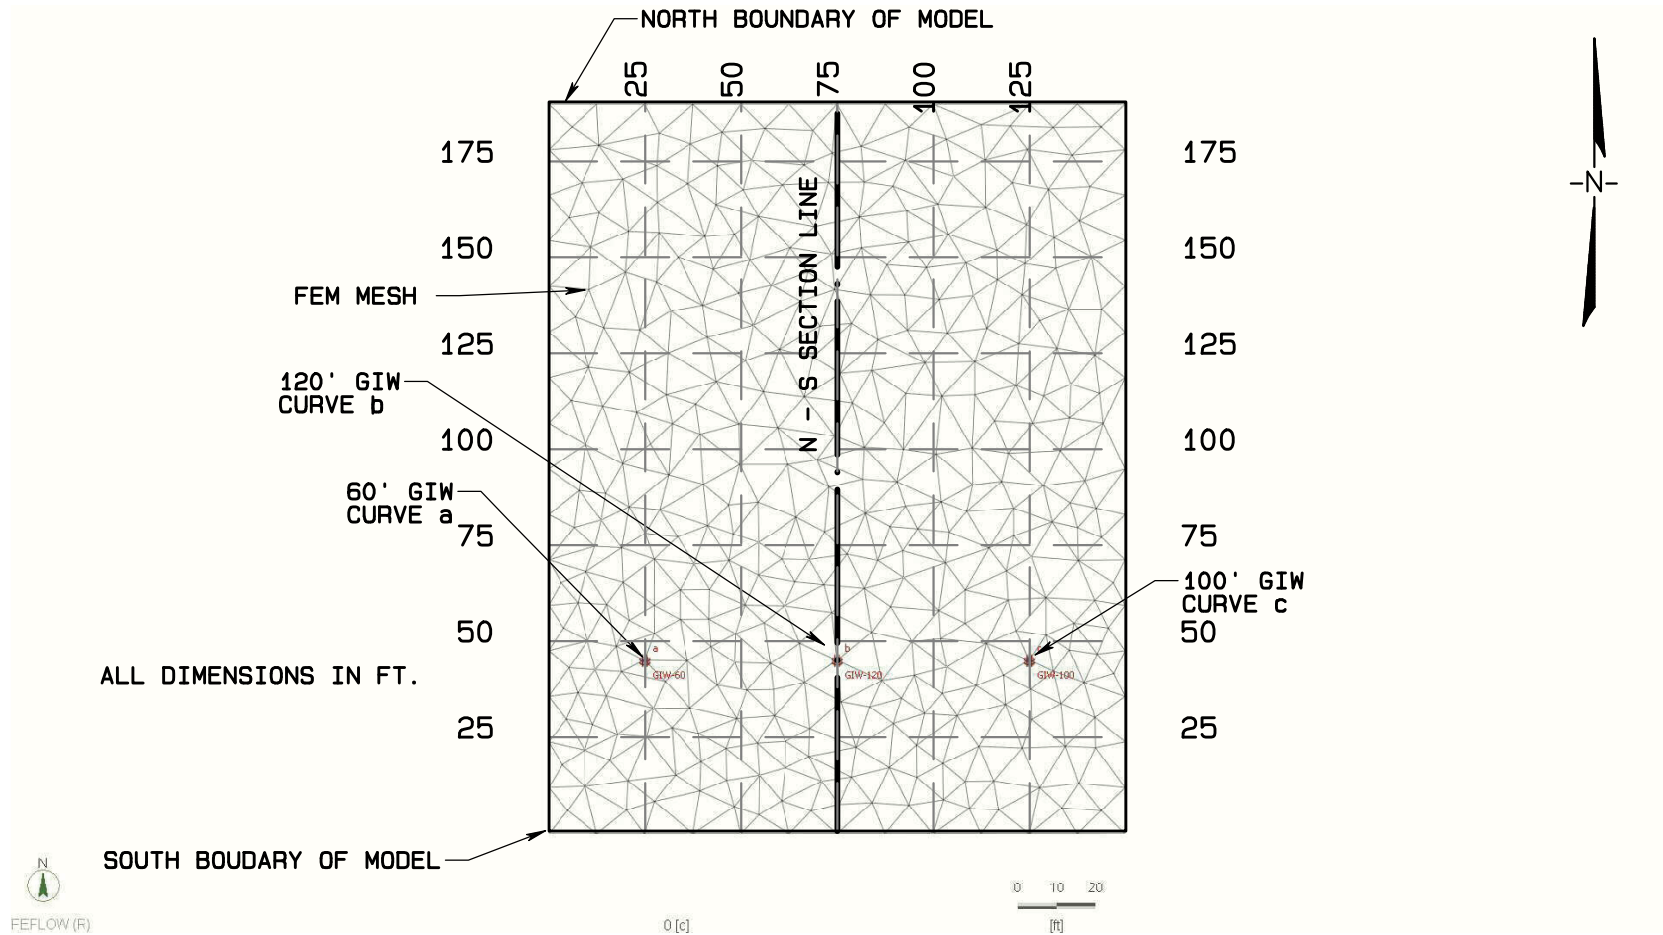 NORTH BOUNDARY OF MODEL
25 50 75 100 125
175 175
-N-
N - S SECTION LINE
150 150
FEM MESH
125 125
120' GIW
CURVE b
100 100
60' GIW
CURVE a
75 75
100' GIW
CURVE c
50 50
a b c
GIW-60 GIW-120 GIW-100
ALL DIMENSIONS IN FT.
25 25
SOUTH BOUDARY OF MODEL
N
0 10 20
FEFLOW (R) 0 [c] [ft]